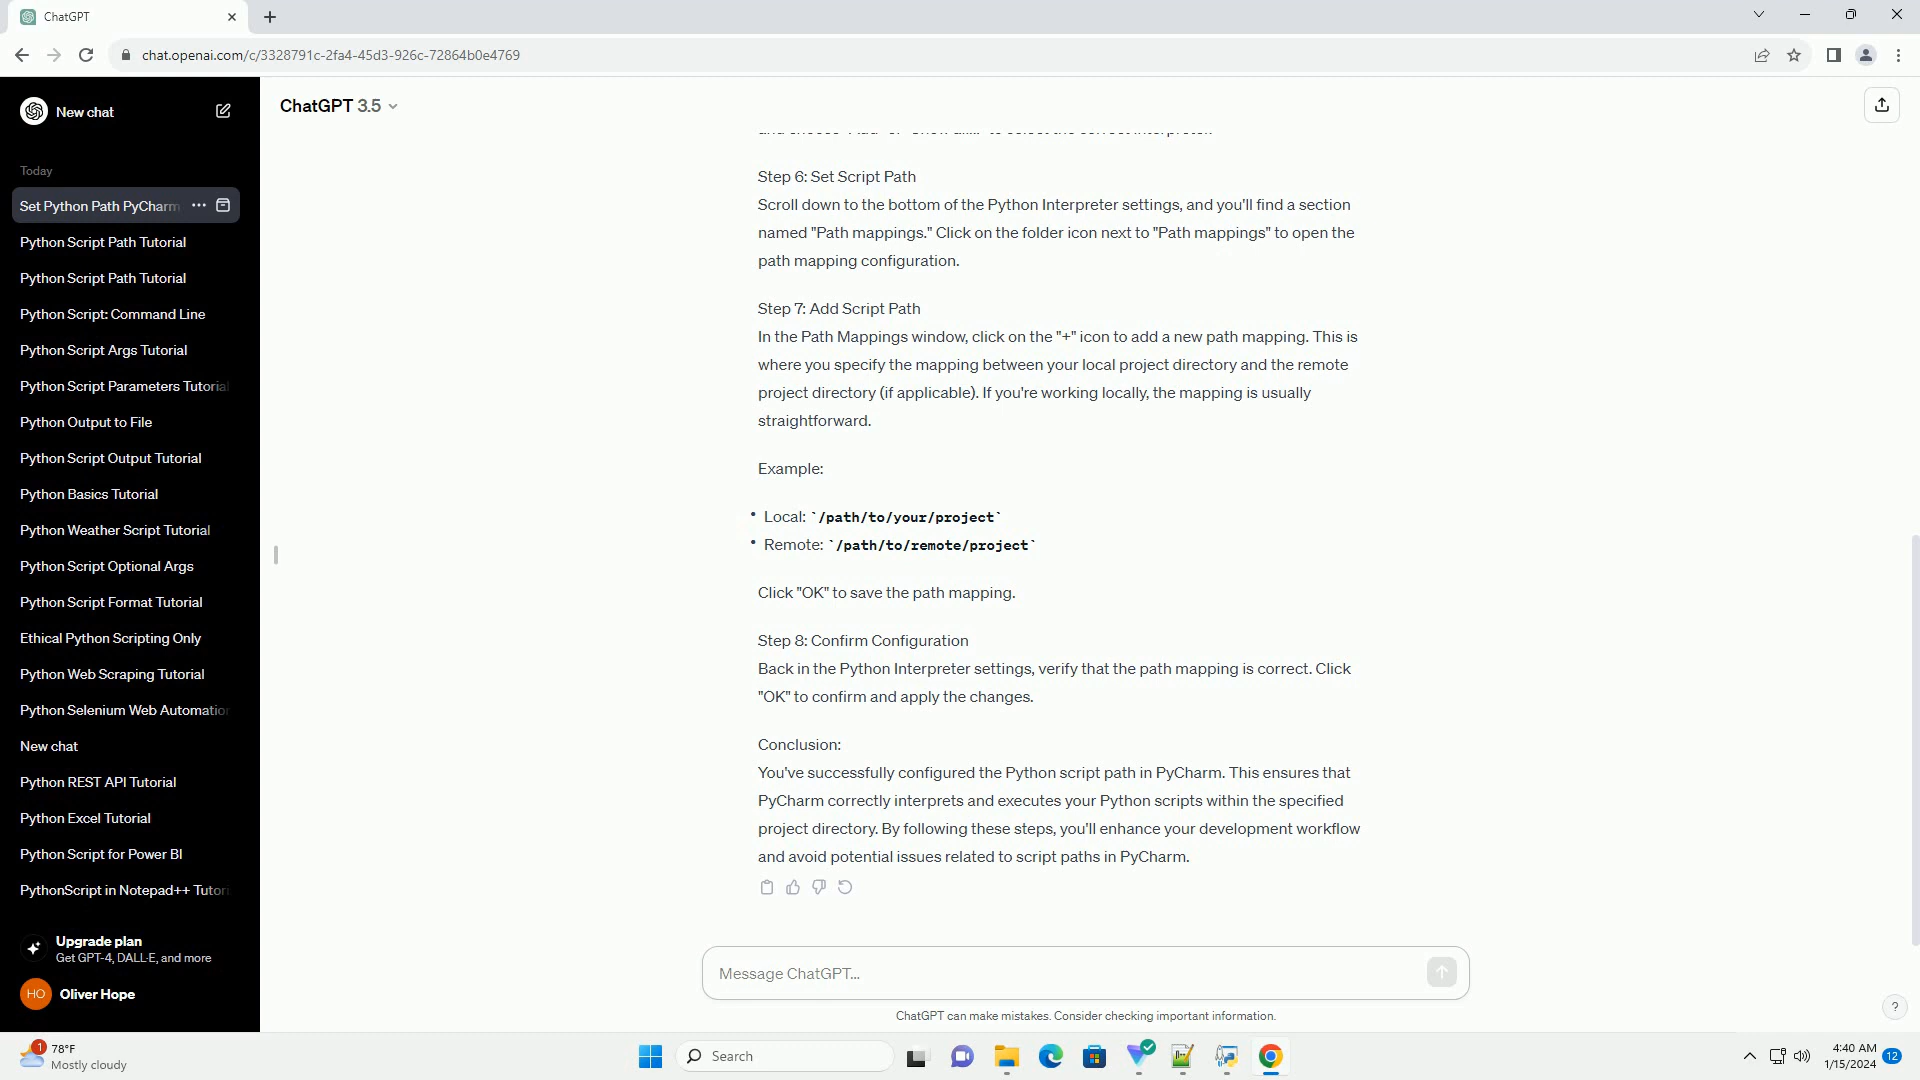 ChatGPT
chat.openai.com/c/3328791c-2fa4-45d3-926c-72864b0e4769
New chat
ChatGPT 3.5
Today
Set Python Path PyCharm
Python Script Path Tutorial
Python Script Path Tutorial
Python Script: Command Line
Python Script Args Tutorial
Python Script Parameters Tutorial
Python Output to File
Python Script Output Tutorial
Python Basics Tutorial
Python Weather Script Tutorial
Python Script Optional Args
Python Script Format Tutorial
Ethical Python Scripting Only
Python Web Scraping Tutorial
Python Selenium Web Automation
New chat
Python REST API Tutorial
Python Excel Tutorial
Python Script for Power BI
PythonScript in Notepad++ Tutori
Upgrade plan
Get GPT-4, DALL·E, and more
HO
Oliver Hope
Step 6: Set Script Path
Scroll down to the bottom of the Python Interpreter settings, and you'll find a section
named "Path mappings." Click on the folder icon next to "Path mappings" to open the
path mapping configuration.
Step 7: Add Script Path
In the Path Mappings window, click on the "+" icon to add a new path mapping. This is
where you specify the mapping between your local project directory and the remote
project directory (if applicable). If you're working locally, the mapping is usually
straightforward.
Example:
• Local: `/path/to/your/project`
• Remote: `/path/to/remote/project`
Click "OK" to save the path mapping.
Step 8: Confirm Configuration
Back in the Python Interpreter settings, verify that the path mapping is correct. Click
"OK" to confirm and apply the changes.
Conclusion:
You've successfully configured the Python script path in PyCharm. This ensures that
PyCharm correctly interprets and executes your Python scripts within the specified
project directory. By following these steps, you'll enhance your development workflow
and avoid potential issues related to script paths in PyCharm.
Message ChatGPT...
ChatGPT can make mistakes. Consider checking important information.
?
1
78°F
Mostly cloudy
Search
4:40 AM
1/15/2024
12